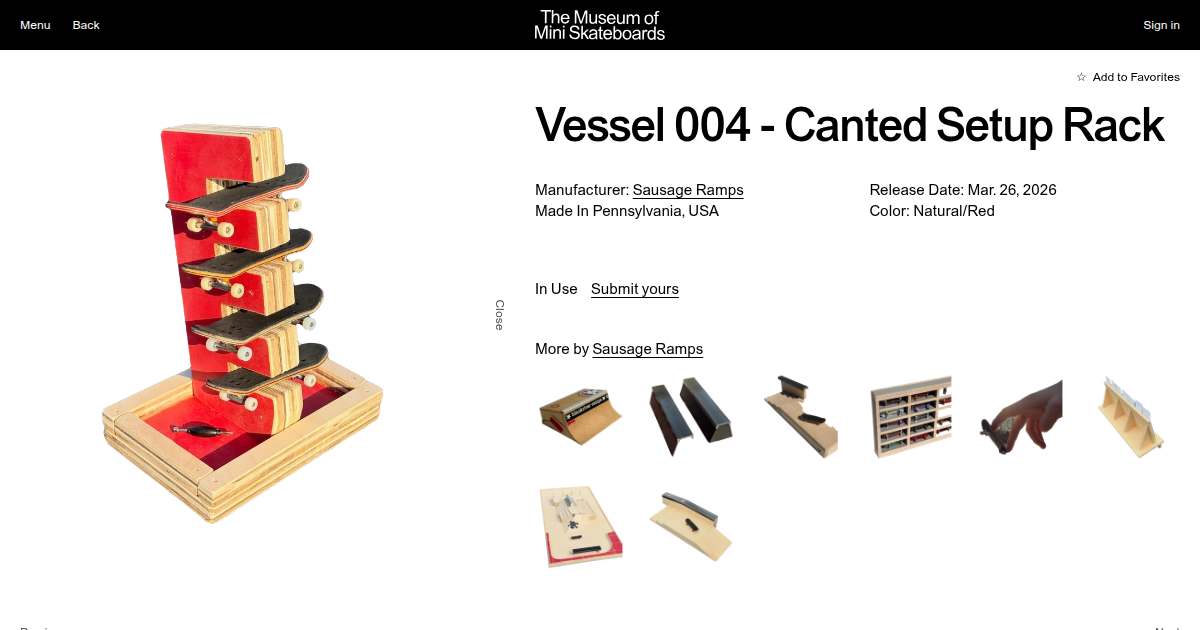 Menu
Back
The Museum of
Mini Skateboards
Sign in
☆ Add to Favorites
Vessel 004 - Canted Setup Rack
Manufacturer: Sausage Ramps
Made In Pennsylvania, USA
Release Date: Mar. 26, 2026
Color: Natural/Red
Close
In Use Submit yours
More by Sausage Ramps